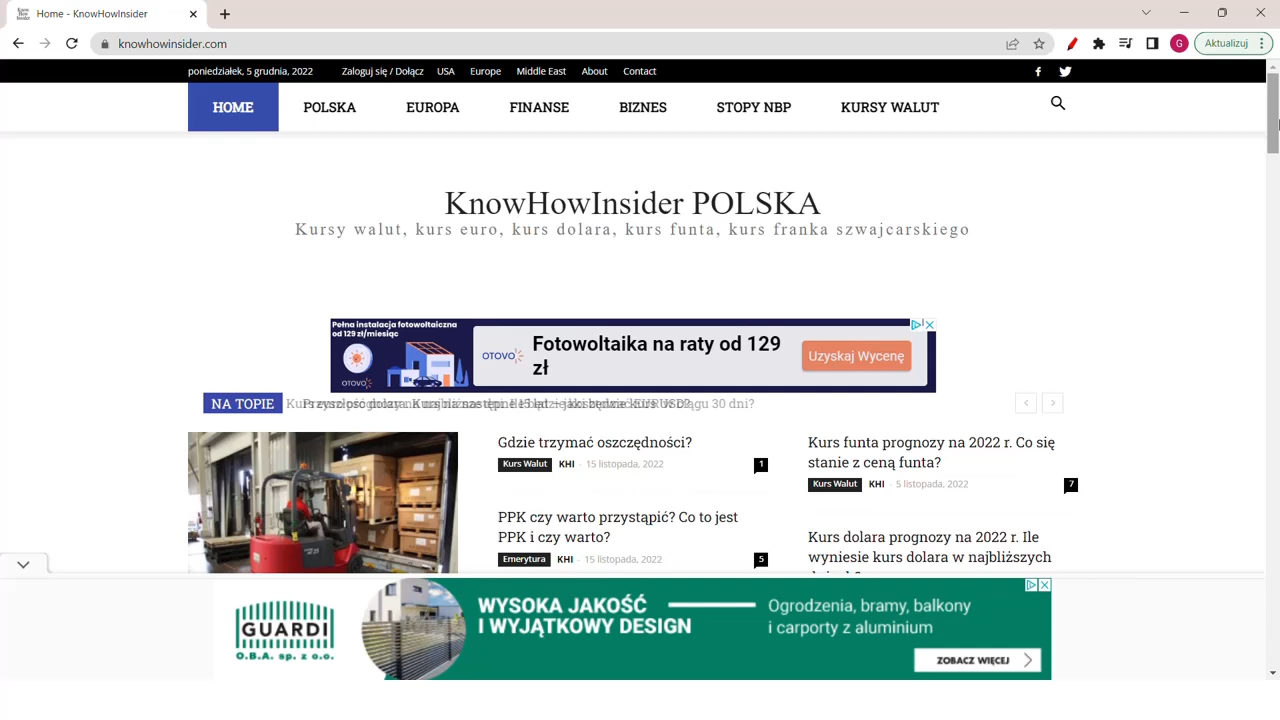 Know
How
Insider
Home - KnowHowInsider
knowhowinsider.com
G
Aktualizuj
poniedziałek, 5 grudnia, 2022
Zaloguj się / Dołącz
USA
Europe
Middle East
About
Contact
HOME
POLSKA
EUROPA
FINANSE
BIZNES
STOPY NBP
KURSY WALUT
KnowHowInsider POLSKA
Kursy walut, kurs euro, kurs dolara, kurs funta, kurs franka szwajcarskiego
Pełna instalacja fotowoltaiczna
od 129 zł/miesiąc
OTOVO
OTOVO
Fotowoltaika na raty od 129
zł
Uzyskaj Wycenę
NA TOPIE
Gdzie trzymać oszczędności?
Kurs Walut KHI - 15 listopada, 2022 1
PPK czy warto przystąpić? Co to jest
PPK i czy warto?
Emerytura KHI - 15 listopada, 2022 5
Kurs funta prognozy na 2022 r. Co się
stanie z ceną funta?
Kurs Walut KHI - 5 listopada, 2022 7
Kurs dolara prognozy na 2022 r. Ile
wyniesie kurs dolara w najbliższych
GUARDI
O.B.A. sp. z o.o.
WYSOKA JAKOŚĆ
I WYJĄTKOWY DESIGN
Ogrodzenia, bramy, balkony
i carporty z aluminium
ZOBACZ WIĘCEJ